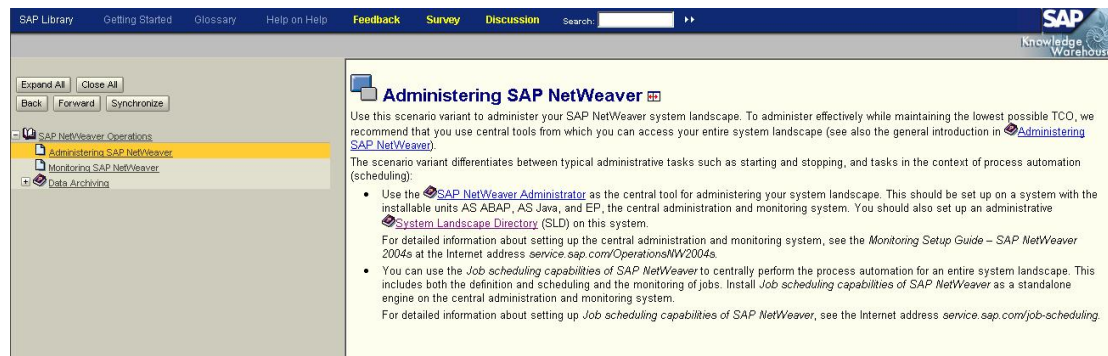 SAP Library Getting Started Glossary Help on Help Feedback Survey Discussion Search:
SAP
Knowledge
Warehouse
Expand All Close All
Back Forward Synchronize
SAP NetWeaver Operations
Administering SAP NetWeaver
Monitoring SAP NetWeaver
Data Archiving
Administering SAP NetWeaver
Use this scenario variant to administer your SAP NetWeaver system landscape. To administer effectively while maintaining the lowest possible TCO, we
recommend that you use central tools from which you can access your entire system landscape (see also the general introduction in Administering
SAP NetWeaver).
The scenario variant differentiates between typical administrative tasks such as starting and stopping, and tasks in the context of process automation
(scheduling):
• Use the SAP NetWeaver Administrator as the central tool for administering your system landscape. This should be set up on a system with the
installable units AS ABAP, AS Java, and EP, the central administration and monitoring system. You should also set up an administrative
System Landscape Directory (SLD) on this system.
For detailed information about setting up the central administration and monitoring system, see the Monitoring Setup Guide – SAP NetWeaver
2004s at the Internet address service.sap.com/OperationsNW2004s.
• You can use the Job scheduling capabilities of SAP NetWeaver to centrally perform the process automation for an entire system landscape. This
includes both the definition and scheduling and the monitoring of jobs. Install Job scheduling capabilities of SAP NetWeaver as a standalone
engine on the central administration and monitoring system.
For detailed information about setting up Job scheduling capabilities of SAP NetWeaver, see the Internet address service.sap.com/job-scheduling.